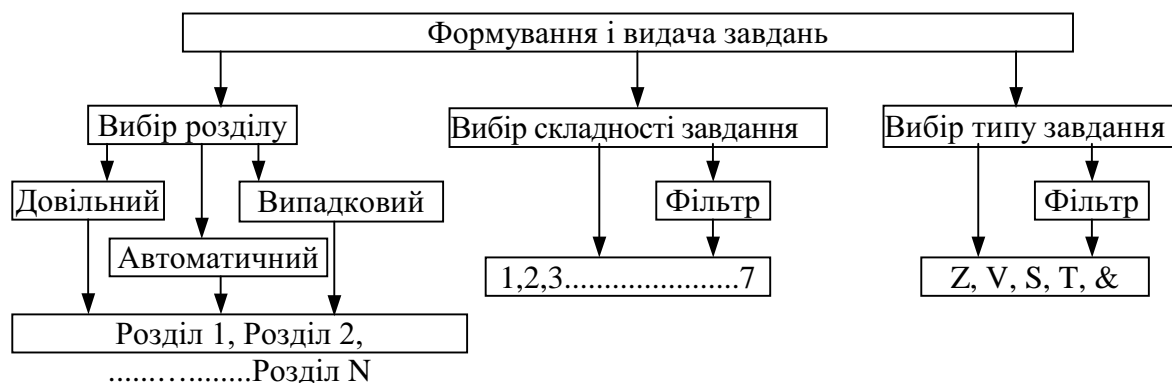 Формування і видача завдань
Вибір розділу
Вибір складності завдання
Вибір типу завдання
Довільний
Випадковий
Фільтр
Фільтр
Автоматичний
1,2,3......................7
Z, V, S, T, &
Розділ 1, Розділ 2,
......…........Розділ N